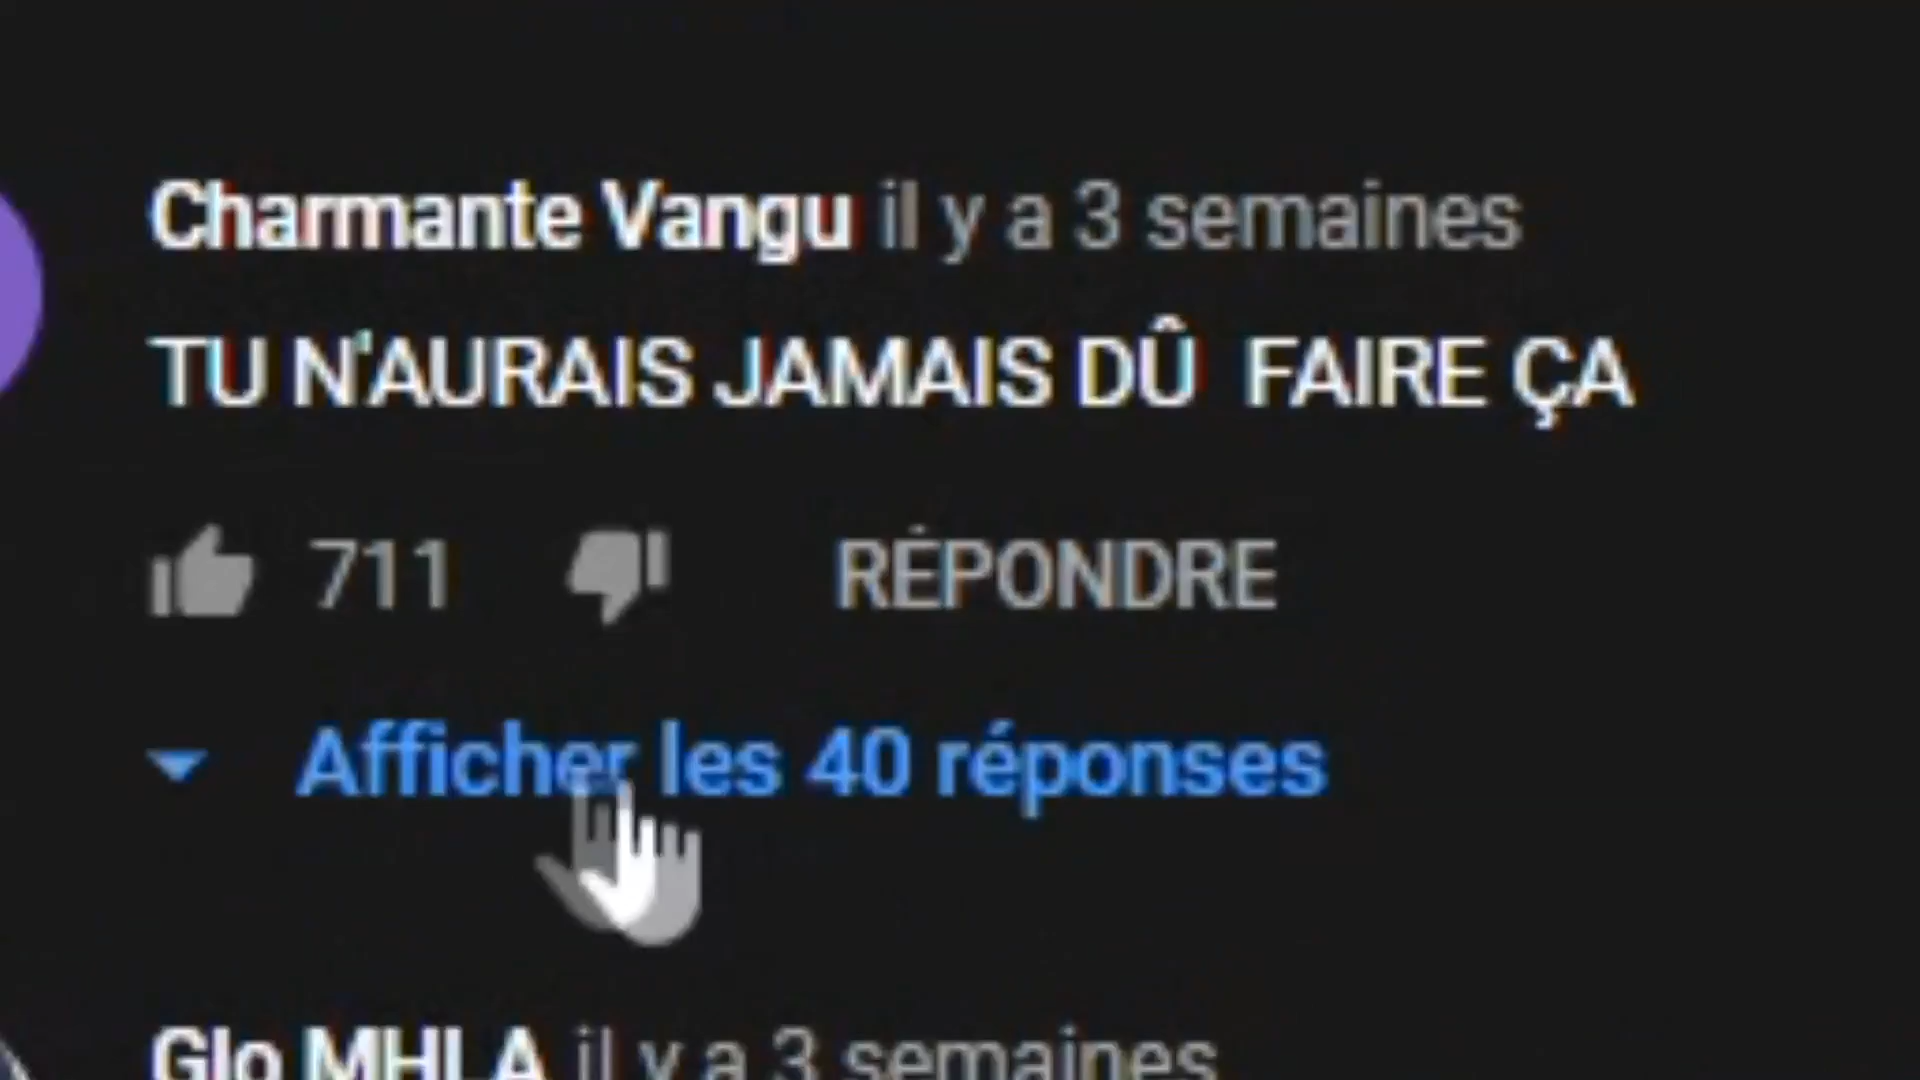 Charmante Vangu il y a 3 semaines
TU N'AURAIS JAMAIS DÛ  FAIRE ÇA
711 RÉPONDRE
Afficher les 40 réponses
Glo MHLA il y a 3 semaines